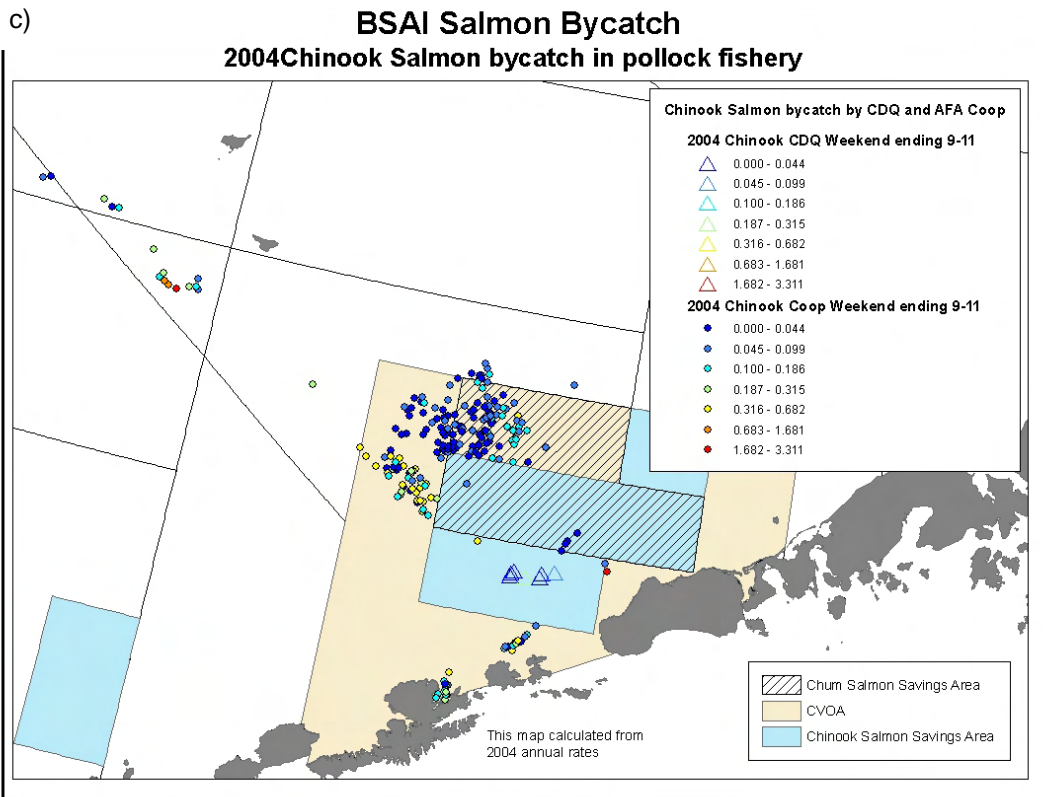 c)
BSAI Salmon Bycatch
2004Chinook Salmon bycatch in pollock fishery
Chinook Salmon bycatch by CDQ and AFA Coop
2004 Chinook CDQ Weekend ending 9-11
0.000 - 0.044
0.045 - 0.099
0.100 - 0.186
0.187 - 0.315
0.316 - 0.682
0.683 - 1.681
1.682 - 3.311
2004 Chinook Coop Weekend ending 9-11
0.000 - 0.044
0.045 - 0.099
0.100 - 0.186
0.187 - 0.315
0.316 - 0.682
0.683 - 1.681
1.682 - 3.311
Chum Salmon Savings Area
CVOA
Chinook Salmon Savings Area
This map calculated from
2004 annual rates